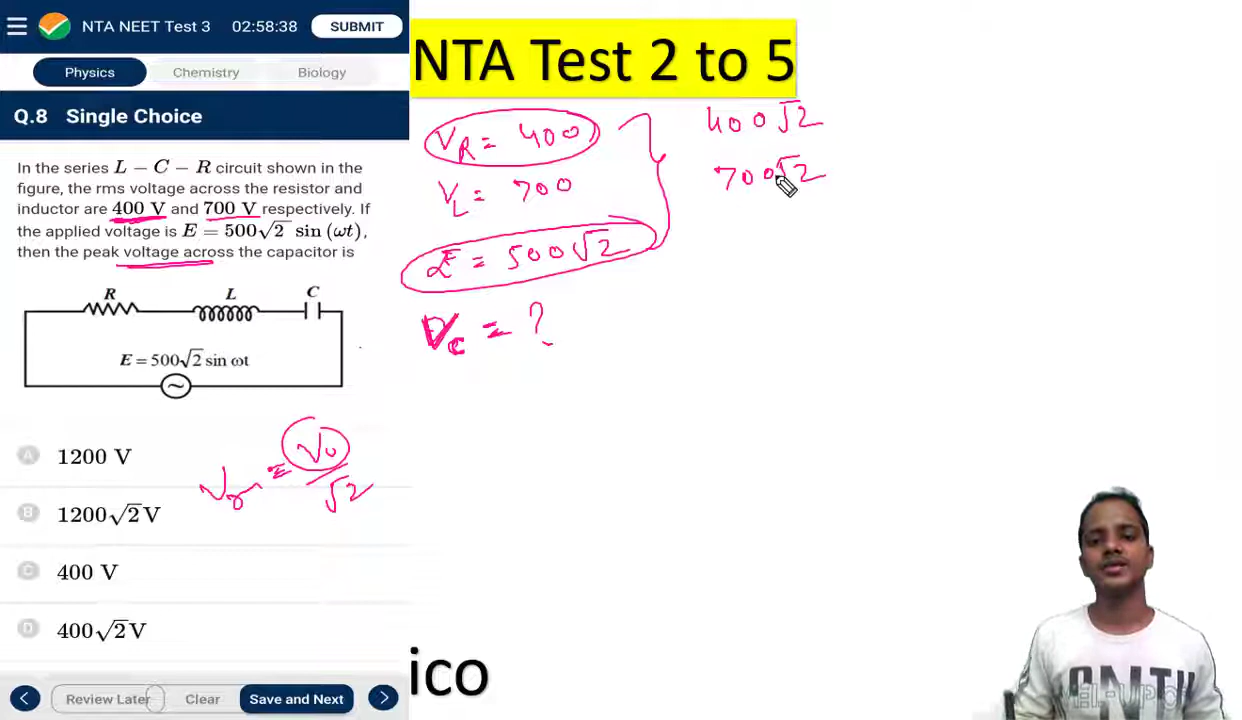 NTA NEET Test 3 02:58:38 SUBMIT
Physics Chemistry Biology
Q.8 Single Choice
In the series L − C − R circuit shown in the
figure, the rms voltage across the resistor and
inductor are 400 V and 700 V respectively. If
the applied voltage is E = 500√2 sin (ωt),
then the peak voltage across the capacitor is
R L C
E = 500√2 sin ωt
~
A 1200 V
B 1200√2 V
C 400 V
D 400√2 V
Review Later Clear Save and Next
NTA Test 2 to 5
V_R = 400
V_L = 700
E = 500√2
V_C = ?
400√2
700√2
V₀
√2
ico